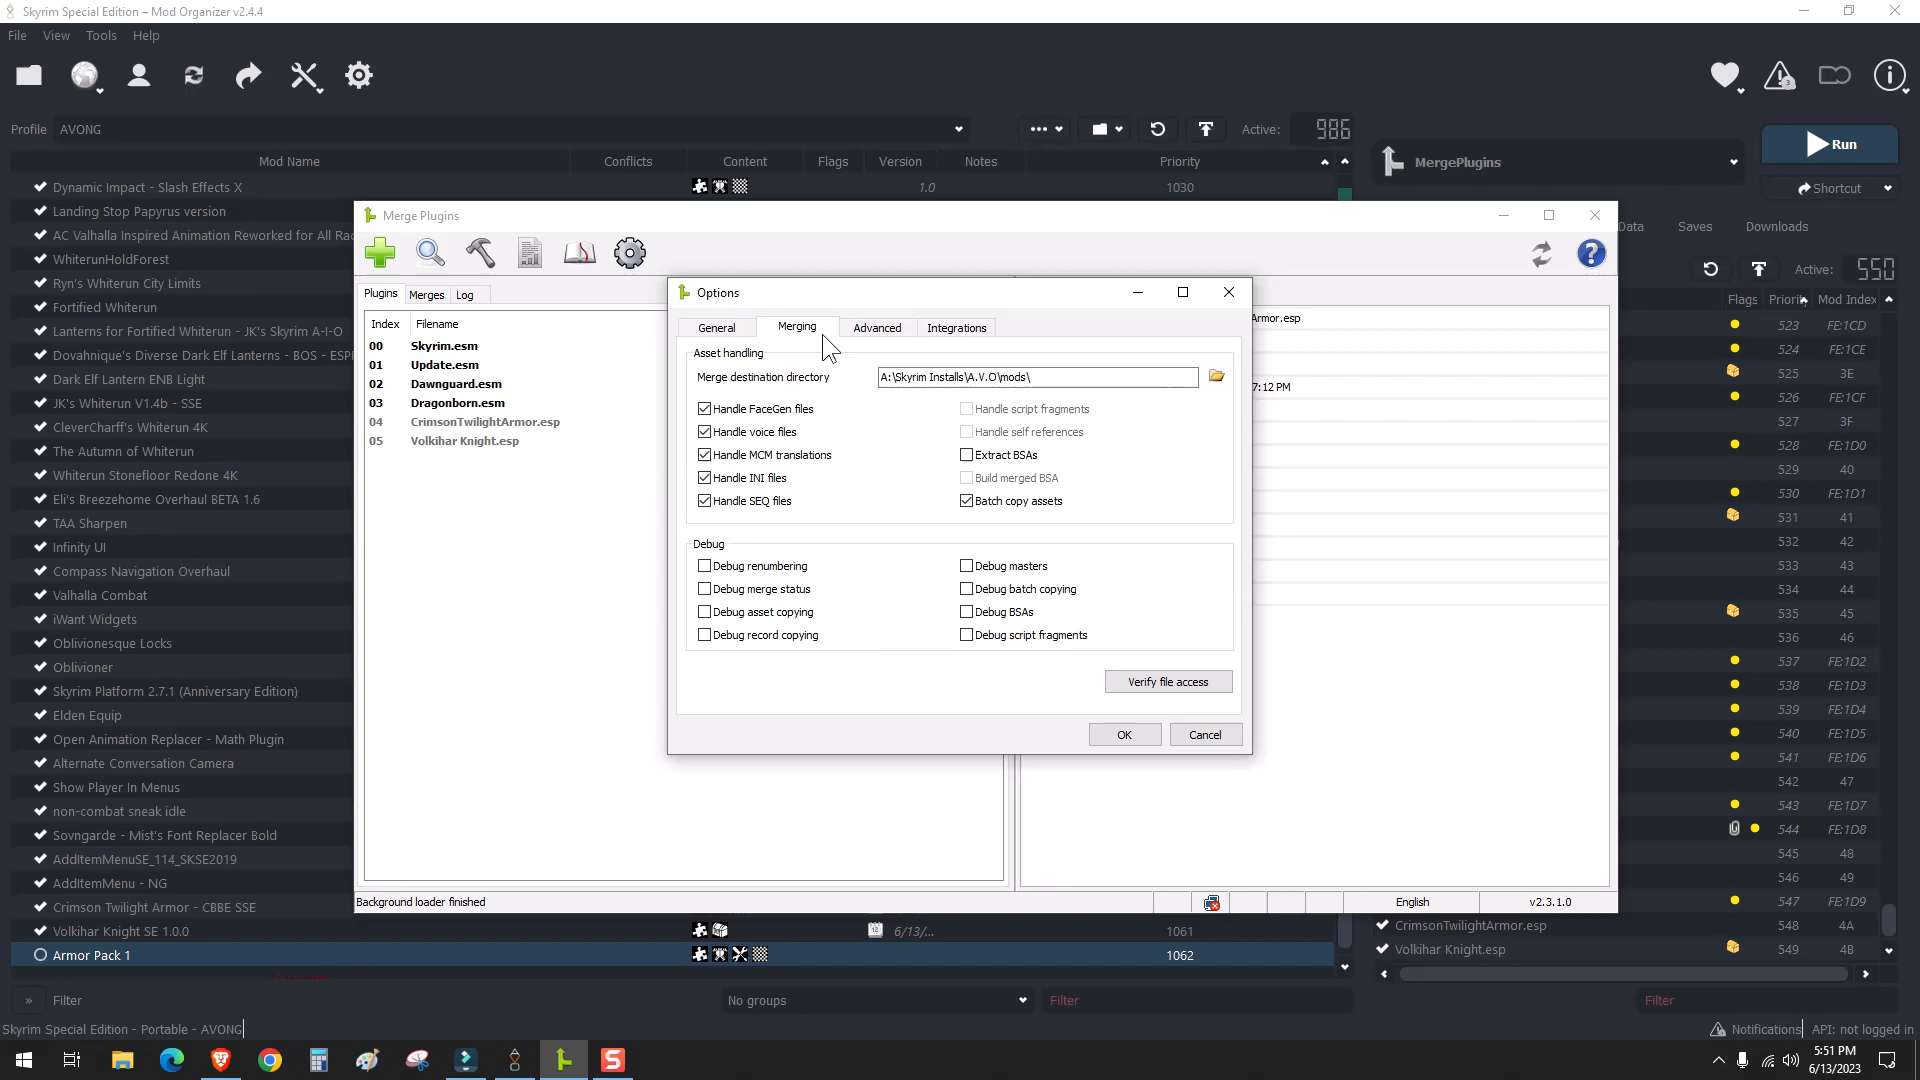 Skyrim Special Edition – Mod Organizer v2.4.4
File View Tools Help
Profile AVONG Active: 986
MergePlugins
Run
Shortcut
Mod Name Conflicts Content Flags Version Notes Priority
Dynamic Impact - Slash Effects X 1.0 1030
Landing Stop Papyrus version
AC Valhalla Inspired Animation Reworked for All Rac
WhiterunHoldForest
Ryn's Whiterun City Limits
Fortified Whiterun
Lanterns for Fortified Whiterun - JK's Skyrim A-I-O
Dovahnique's Diverse Dark Elf Lanterns - BOS - ESPF
Dark Elf Lantern ENB Light
JK's Whiterun V1.4b - SSE
CleverCharff's Whiterun 4K
The Autumn of Whiterun
Whiterun Stonefloor Redone 4K
Eli's Breezehome Overhaul BETA 1.6
TAA Sharpen
Infinity UI
Compass Navigation Overhaul
Valhalla Combat
iWant Widgets
Oblivionese Locks
Oblivioner
Skyrim Platform 2.7.1 (Anniversary Edition)
Elden Equip
Open Animation Replacer - Math Plugin
Alternate Conversation Camera
Show Player In Menus
non-combat sneak idle
Sovngarde - Mist's Font Replacer Bold
AddItemMenuSE_114_SKSE2019
AddItemMenu - NG
Crimson Twilight Armor - CBBE SSE
Volkihar Knight SE 1.0.0 6/13/... 1061
Armor Pack 1 1062
Merge Plugins
Plugins Merges Log
Index Filename
00 Skyrim.esm
01 Update.esm
02 Dawnguard.esm
03 Dragonborn.esm
04 CrimsonTwilightArmor.esp
05 Volkihar Knight.esp
Armor.esp
7:12 PM
Background loader finished English v2.3.1.0
Options
General Merging Advanced Integrations
Asset handling
Merge destination directory A:\Skyrim Installs\A.V.O\mods\
Handle FaceGen files Handle script fragments
Handle voice files Handle self references
Handle MCM translations Extract BSAs
Handle INI files Build merged BSA
Handle SEQ files Batch copy assets
Debug
Debug renumbering Debug masters
Debug merge status Debug batch copying
Debug asset copying Debug BSAs
Debug record copying Debug script fragments
Verify file access
OK Cancel
Data Saves Downloads
Active: 550
Flags Priorit Mod Index
523 FE:1CD
524 FE:1CE
525 3E
526 FE:1CF
527 3F
528 FE:1D0
529 40
530 FE:1D1
531 41
532 42
533 43
534 44
535 45
536 46
537 FE:1D2
538 FE:1D3
539 FE:1D4
540 FE:1D5
541 FE:1D6
542 47
543 FE:1D7
544 FE:1D8
545 48
546 49
547 FE:1D9
CrimsonTwilightArmor.esp 548 4A
Volkihar Knight.esp 549 4B
Filter No groups Filter Filter
Skyrim Special Edition - Portable - AVONG Notifications API: not logged in
5:51 PM
6/13/2023